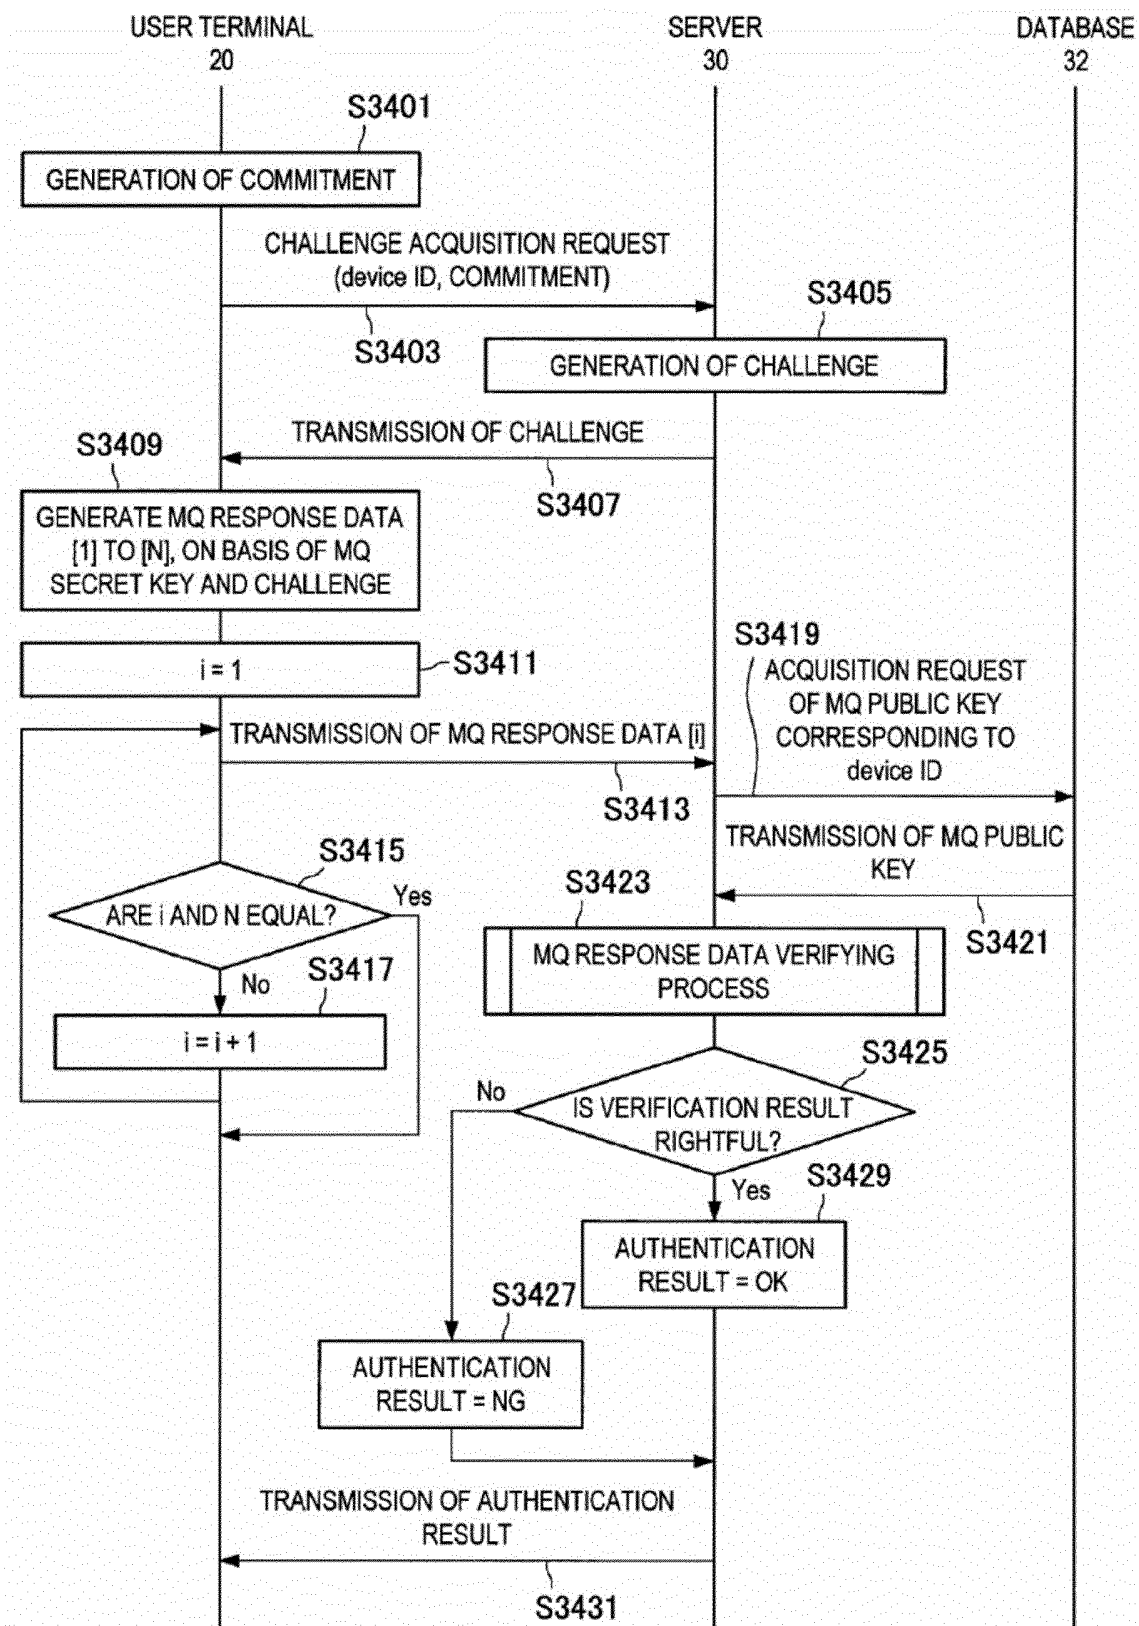 USER TERMINAL
20
SERVER
30
DATABASE
32
S3401
GENERATION OF COMMITMENT
CHALLENGE ACQUISITION REQUEST
(device ID, COMMITMENT)
S3403
S3405
GENERATION OF CHALLENGE
TRANSMISSION OF CHALLENGE
S3407
S3409
GENERATE MQ RESPONSE DATA
[1] TO [N], ON BASIS OF MQ
SECRET KEY AND CHALLENGE
i = 1
S3411
TRANSMISSION OF MQ RESPONSE DATA [i]
S3413
S3419
ACQUISITION REQUEST
OF MQ PUBLIC KEY
CORRESPONDING TO
device ID
TRANSMISSION OF MQ PUBLIC
KEY
S3421
S3415
ARE i AND N EQUAL?
Yes
No
S3417
i = i + 1
S3423
MQ RESPONSE DATA VERIFYING
PROCESS
S3425
IS VERIFICATION RESULT
RIGHTFUL?
No
Yes
S3429
AUTHENTICATION
RESULT = OK
S3427
AUTHENTICATION
RESULT = NG
TRANSMISSION OF AUTHENTICATION
RESULT
S3431